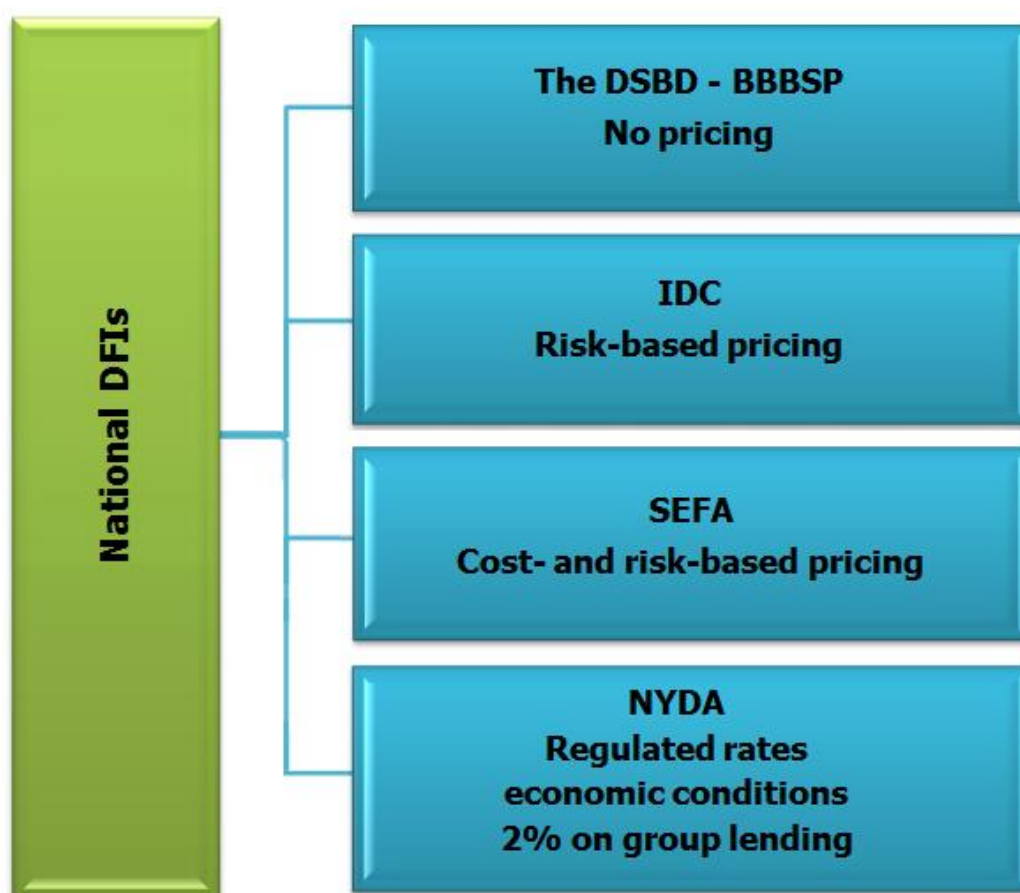 National DFIs
The DSBD - BBBSP
No pricing
IDC
Risk-based pricing
SEFA
Cost- and risk-based pricing
NYDA
Regulated rates
economic conditions
2% on group lending